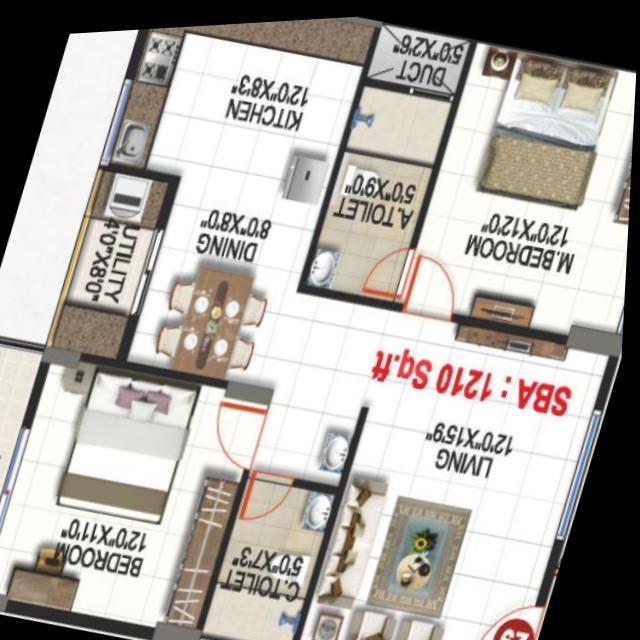 DUCT
5'0"X2'6"
KITCHEN
12'0"X8'3"
A.TOILET
5'0"X9'0"
M.BEDROOM
12'0"X12'0"
DINING
8'0"X8'0"
UTILITY
4'0"X8'0"
SBA : 1210 Sq.ft
LIVING
12'0"X15'9"
BEDROOM
12'0"X11'0"
C.TOILET
5'0"X7'3"